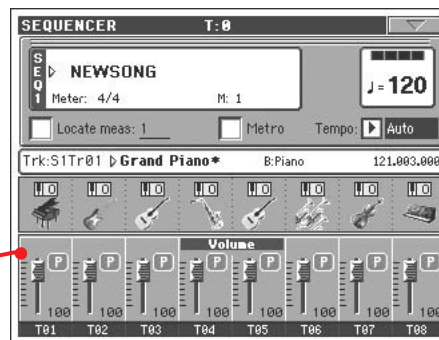 SEQUENCER T:0
SEQ1
NEWSONG
Meter: 4/4 M: 1
♩=120
Locate meas: 1 Metro Tempo: Auto
Trk:S1Tr01 Grand Piano* B:Piano 121.003.000
Volume
P P P P P P P P
100 100 100 100 100 100 100 100
T01 T02 T03 T04 T05 T06 T07 T08